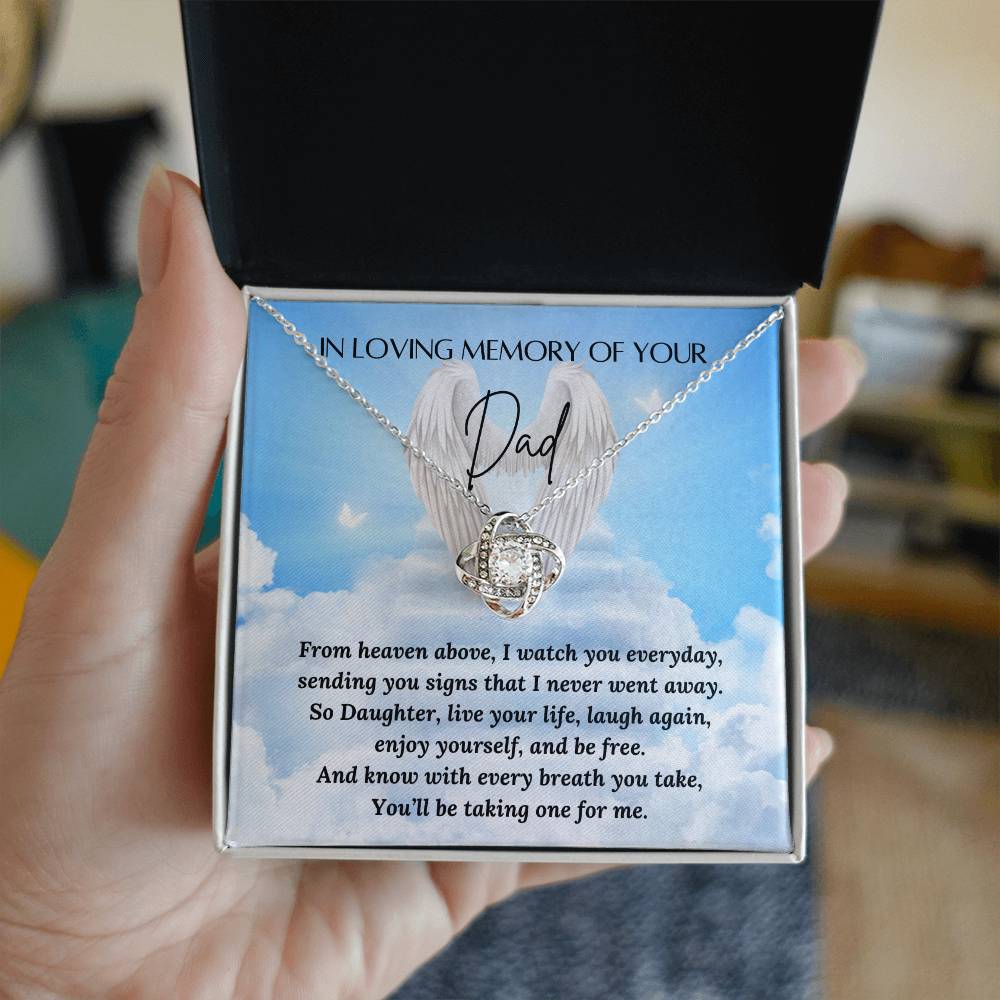 IN LOVING MEMORY OF YOUR
Dad
From heaven above, I watch you everyday,
sending you signs that I never went away.
So Daughter, live your life, laugh again,
enjoy yourself, and be free.
And know with every breath you take,
You'll be taking one for me.